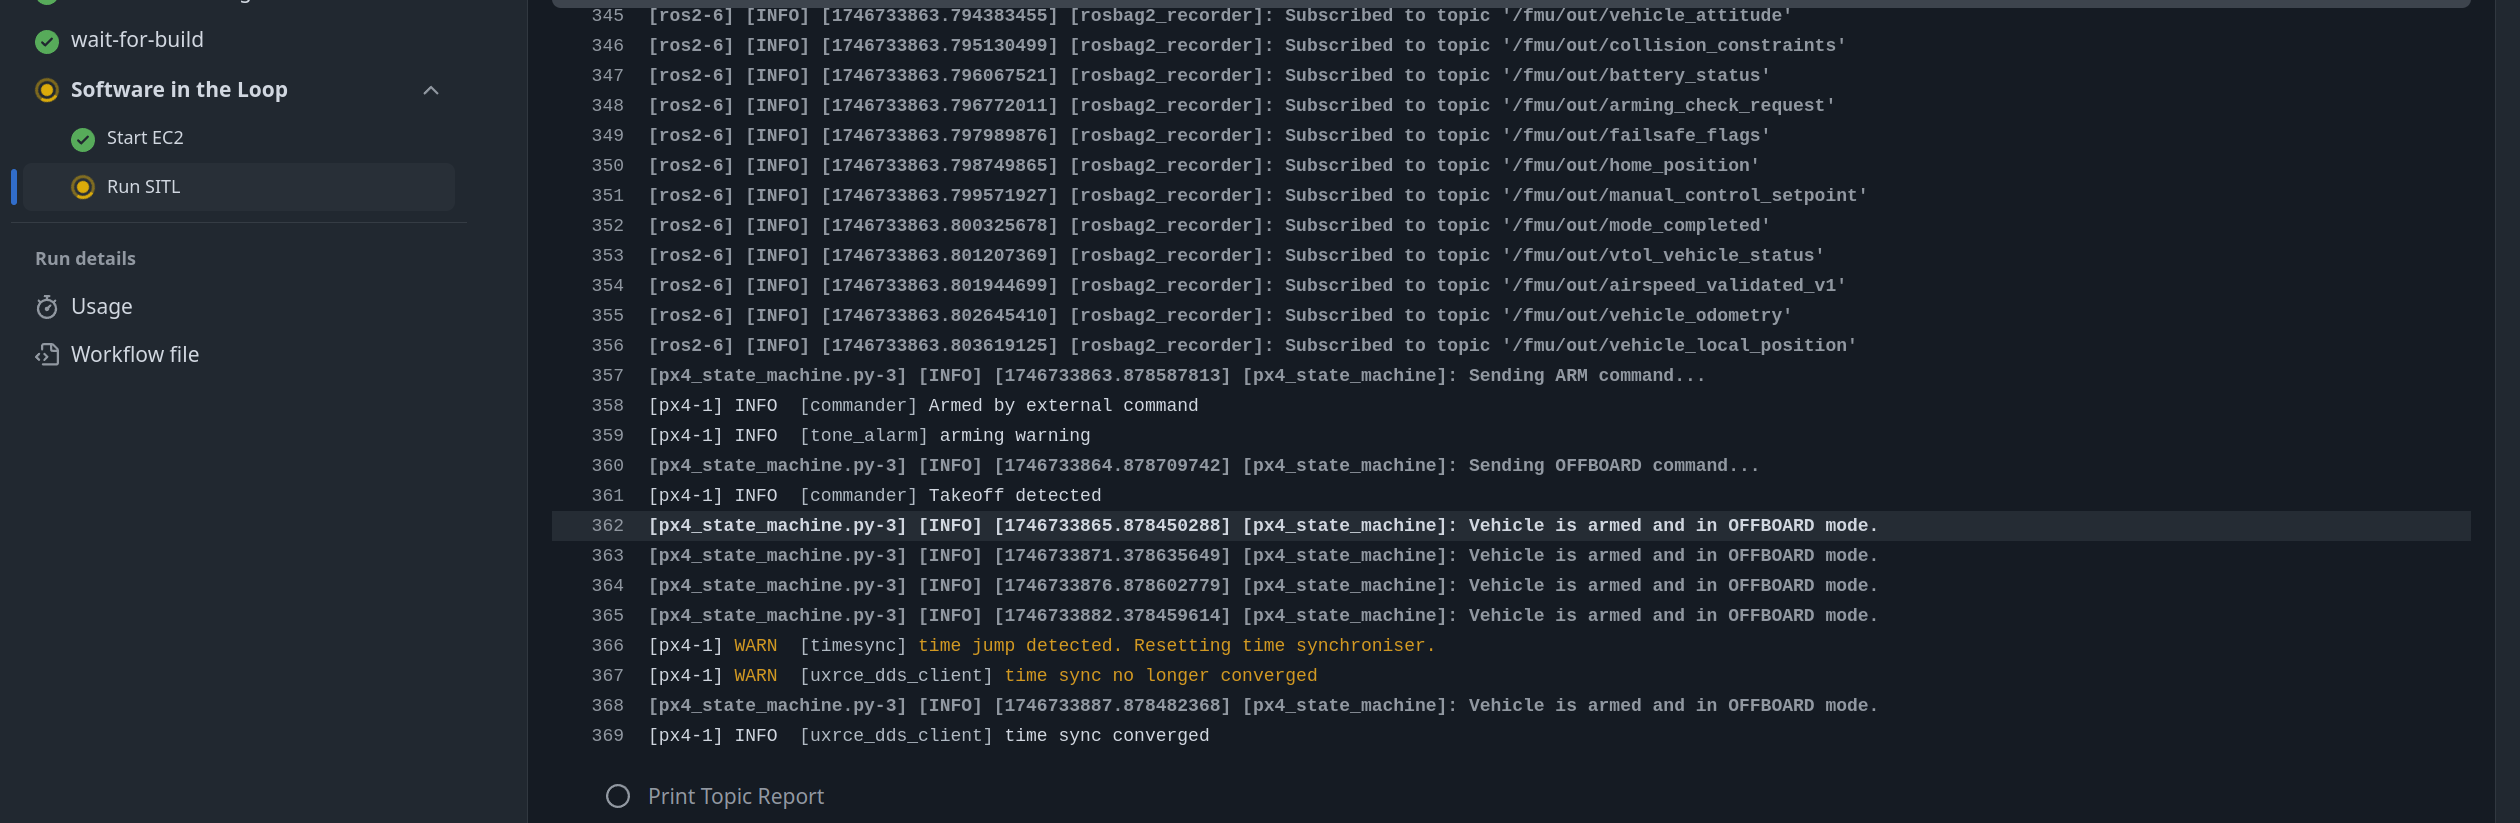 wait-for-build
Software in the Loop
Start EC2
Run SITL
Run details
Usage
Workflow file
345 [ros2-6] [INFO] [1746733863.794383455] [rosbag2_recorder]: Subscribed to topic '/fmu/out/vehicle_attitude'
346 [ros2-6] [INFO] [1746733863.795130499] [rosbag2_recorder]: Subscribed to topic '/fmu/out/collision_constraints'
347 [ros2-6] [INFO] [1746733863.796067521] [rosbag2_recorder]: Subscribed to topic '/fmu/out/battery_status'
348 [ros2-6] [INFO] [1746733863.796772011] [rosbag2_recorder]: Subscribed to topic '/fmu/out/arming_check_request'
349 [ros2-6] [INFO] [1746733863.797989876] [rosbag2_recorder]: Subscribed to topic '/fmu/out/failsafe_flags'
350 [ros2-6] [INFO] [1746733863.798749865] [rosbag2_recorder]: Subscribed to topic '/fmu/out/home_position'
351 [ros2-6] [INFO] [1746733863.799571927] [rosbag2_recorder]: Subscribed to topic '/fmu/out/manual_control_setpoint'
352 [ros2-6] [INFO] [1746733863.800325678] [rosbag2_recorder]: Subscribed to topic '/fmu/out/mode_completed'
353 [ros2-6] [INFO] [1746733863.801207369] [rosbag2_recorder]: Subscribed to topic '/fmu/out/vtol_vehicle_status'
354 [ros2-6] [INFO] [1746733863.801944699] [rosbag2_recorder]: Subscribed to topic '/fmu/out/airspeed_validated_v1'
355 [ros2-6] [INFO] [1746733863.802645410] [rosbag2_recorder]: Subscribed to topic '/fmu/out/vehicle_odometry'
356 [ros2-6] [INFO] [1746733863.803619125] [rosbag2_recorder]: Subscribed to topic '/fmu/out/vehicle_local_position'
357 [px4_state_machine.py-3] [INFO] [1746733863.878587813] [px4_state_machine]: Sending ARM command...
358 [px4-1] INFO  [commander] Armed by external command
359 [px4-1] INFO  [tone_alarm] arming warning
360 [px4_state_machine.py-3] [INFO] [1746733864.878709742] [px4_state_machine]: Sending OFFBOARD command...
361 [px4-1] INFO  [commander] Takeoff detected
362 [px4_state_machine.py-3] [INFO] [1746733865.878450288] [px4_state_machine]: Vehicle is armed and in OFFBOARD mode.
363 [px4_state_machine.py-3] [INFO] [1746733871.378635649] [px4_state_machine]: Vehicle is armed and in OFFBOARD mode.
364 [px4_state_machine.py-3] [INFO] [1746733876.878602779] [px4_state_machine]: Vehicle is armed and in OFFBOARD mode.
365 [px4_state_machine.py-3] [INFO] [1746733882.378459614] [px4_state_machine]: Vehicle is armed and in OFFBOARD mode.
366 [px4-1] WARN  [timesync] time jump detected. Resetting time synchroniser.
367 [px4-1] WARN  [uxrce_dds_client] time sync no longer converged
368 [px4_state_machine.py-3] [INFO] [1746733887.878482368] [px4_state_machine]: Vehicle is armed and in OFFBOARD mode.
369 [px4-1] INFO  [uxrce_dds_client] time sync converged
Print Topic Report